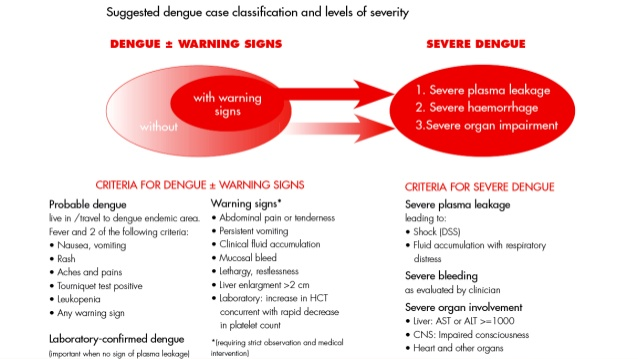 Suggested dengue case classification and levels of severity
DENGUE ± WARNING SIGNS
SEVERE DENGUE
with warning
signs
without
1. Severe plasma leakage
2. Severe haemorrhage
3.Severe organ impairment
CRITERIA FOR DENGUE ± WARNING SIGNS
Probable dengue
live in /travel to dengue endemic area.
Fever and 2 of the following criteria:
• Nausea, vomiting
• Rash
• Aches and pains
• Tourniquet test positive
• Leukopenia
• Any warning sign
Laboratory-confirmed dengue
(important when no sign of plasma leakage)
Warning signs*
• Abdominal pain or tenderness
• Persistent vomiting
• Clinical fluid accumulation
• Mucosal bleed
• Lethargy, restlessness
• Liver enlargment >2 cm
• Laboratory: increase in HCT
concurrent with rapid decrease
in platelet count
*(requiring strict observation and medical
intervention)
CRITERIA FOR SEVERE DENGUE
Severe plasma leakage
leading to:
• Shock (DSS)
• Fluid accumulation with respiratory
distress
Severe bleeding
as evaluated by clinician
Severe organ involvement
• Liver: AST or ALT >=1000
• CNS: Impaired consciousness
• Heart and other organs